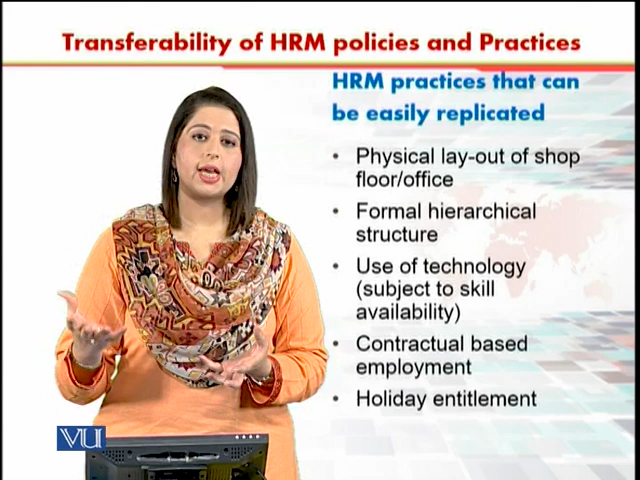 Transferability of HRM policies and Practices
HRM practices that can
be easily replicated
• Physical lay-out of shop
floor/office
• Formal hierarchical
structure
• Use of technology
(subject to skill
availability)
• Contractual based
employment
• Holiday entitlement
VU